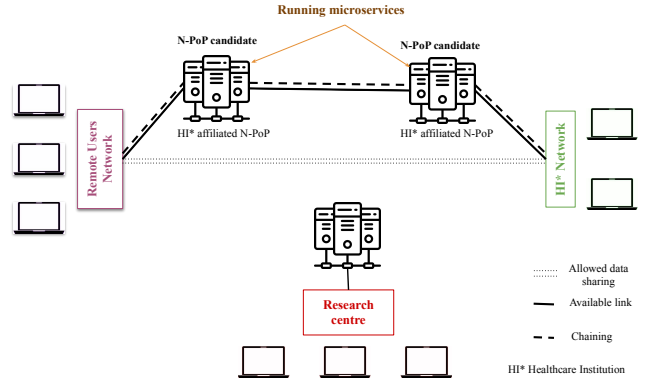 Running microservices
N-PoP candidate
N-PoP candidate
HI* affiliated N-PoP
HI* affiliated N-PoP
Remote Users
Network
HI* Network
Research
centre
Allowed data
sharing
Available link
Chaining
HI* Healthcare Institution